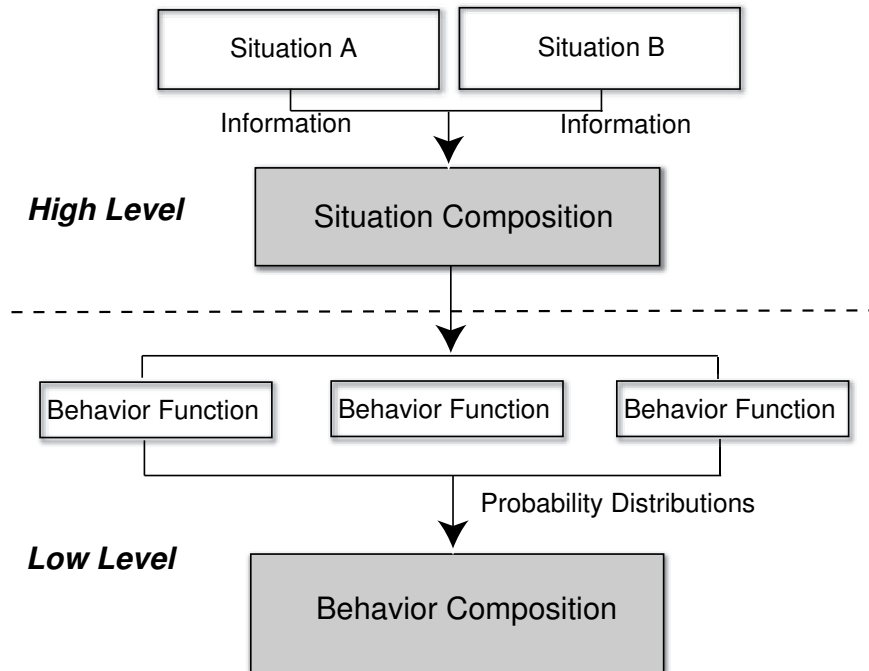 Situation A
Situation B
Information
Information
High Level
Situation Composition
Behavior Function
Behavior Function
Behavior Function
Probability Distributions
Low Level
Behavior Composition